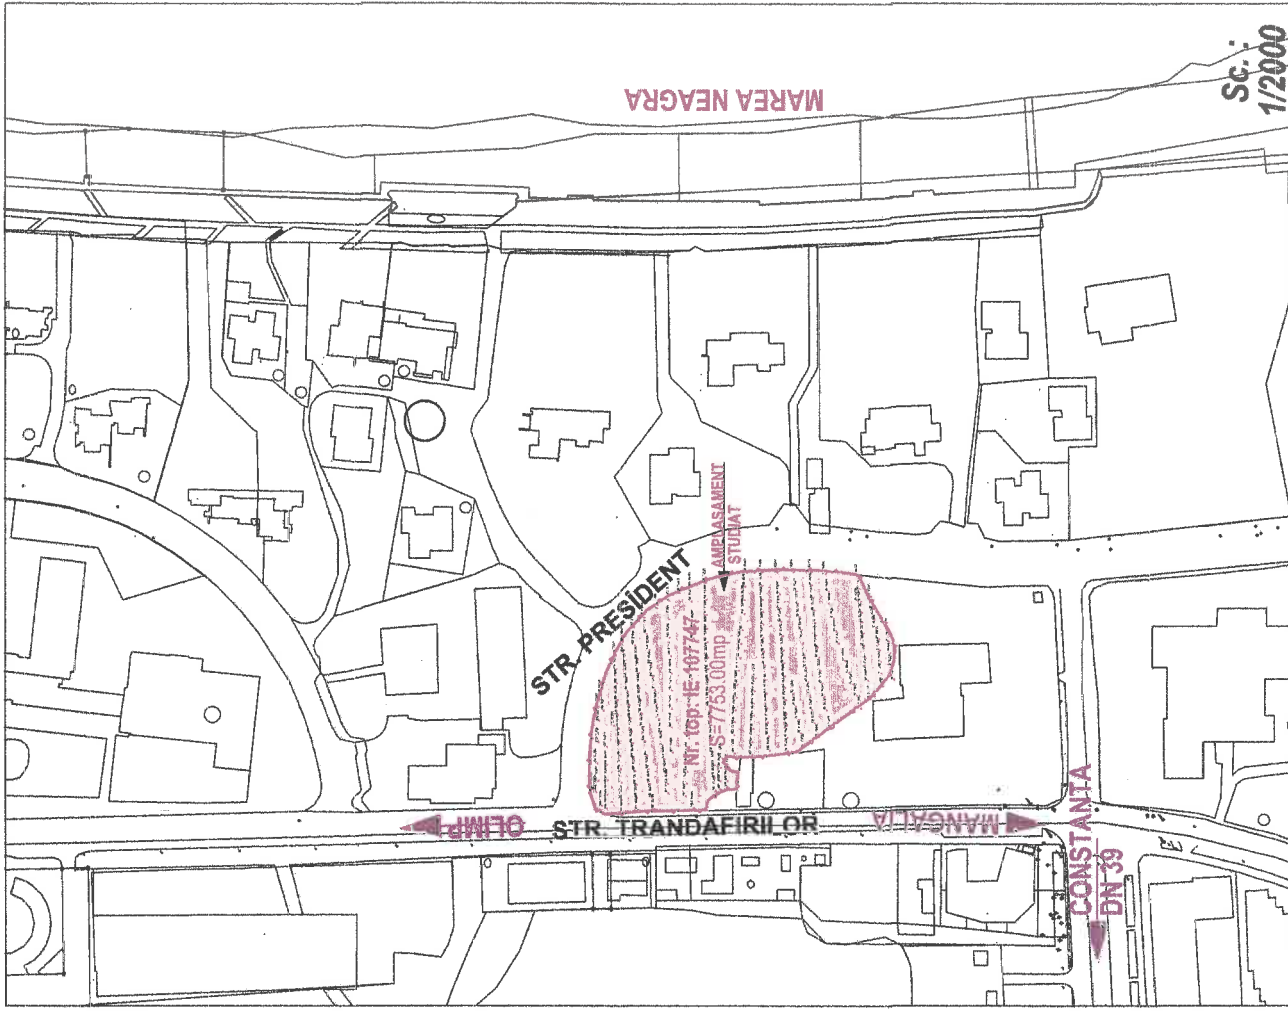 MAREA NEAGRA
Sc. :
1/2000
AMPLASAMENT
STUDIAT
STR. PRESIDENT
Nr. top: IE 107747
S=7753.00mp
OLIMP
STR. TRANDAFIRILOR
MANGALIA
CONSTANTA
DN 39